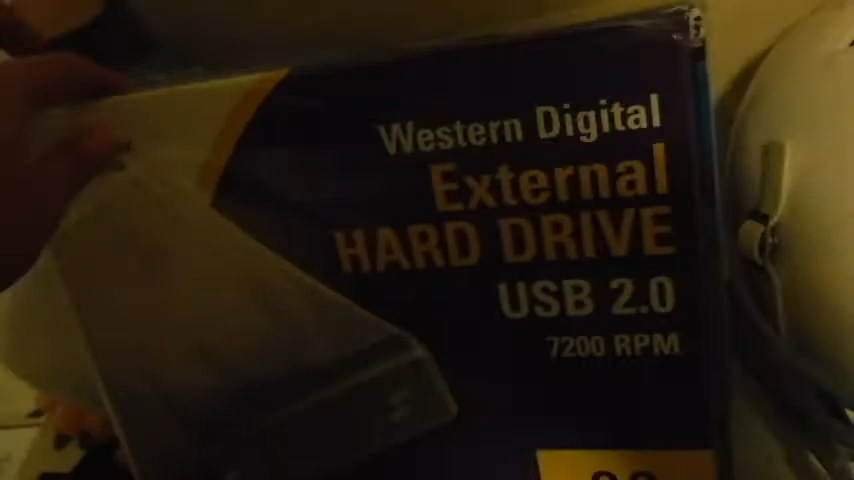 Western Digital
External
HARD DRIVE
USB 2.0
7200 RPM